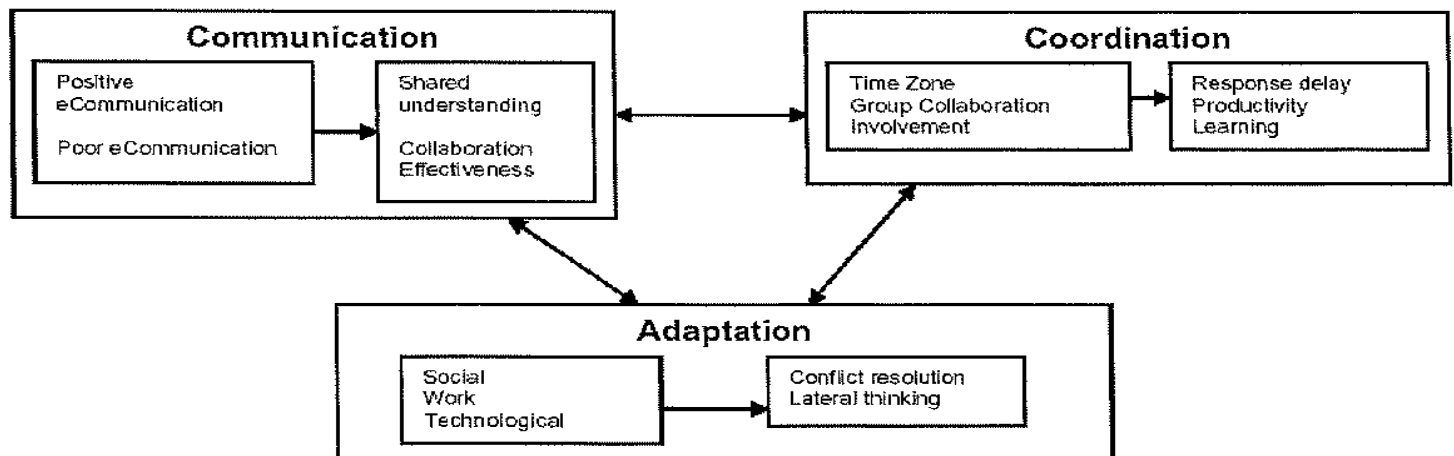 Communication
Positive
eCommunication
Poor eCommunication
Shared
understanding
Collaboration
Effectiveness
Coordination
Time Zone
Group Collaboration
Involvement
Response delay
Productivity
Learning
Adaptation
Social
Work
Technological
Conflict resolution
Lateral thinking